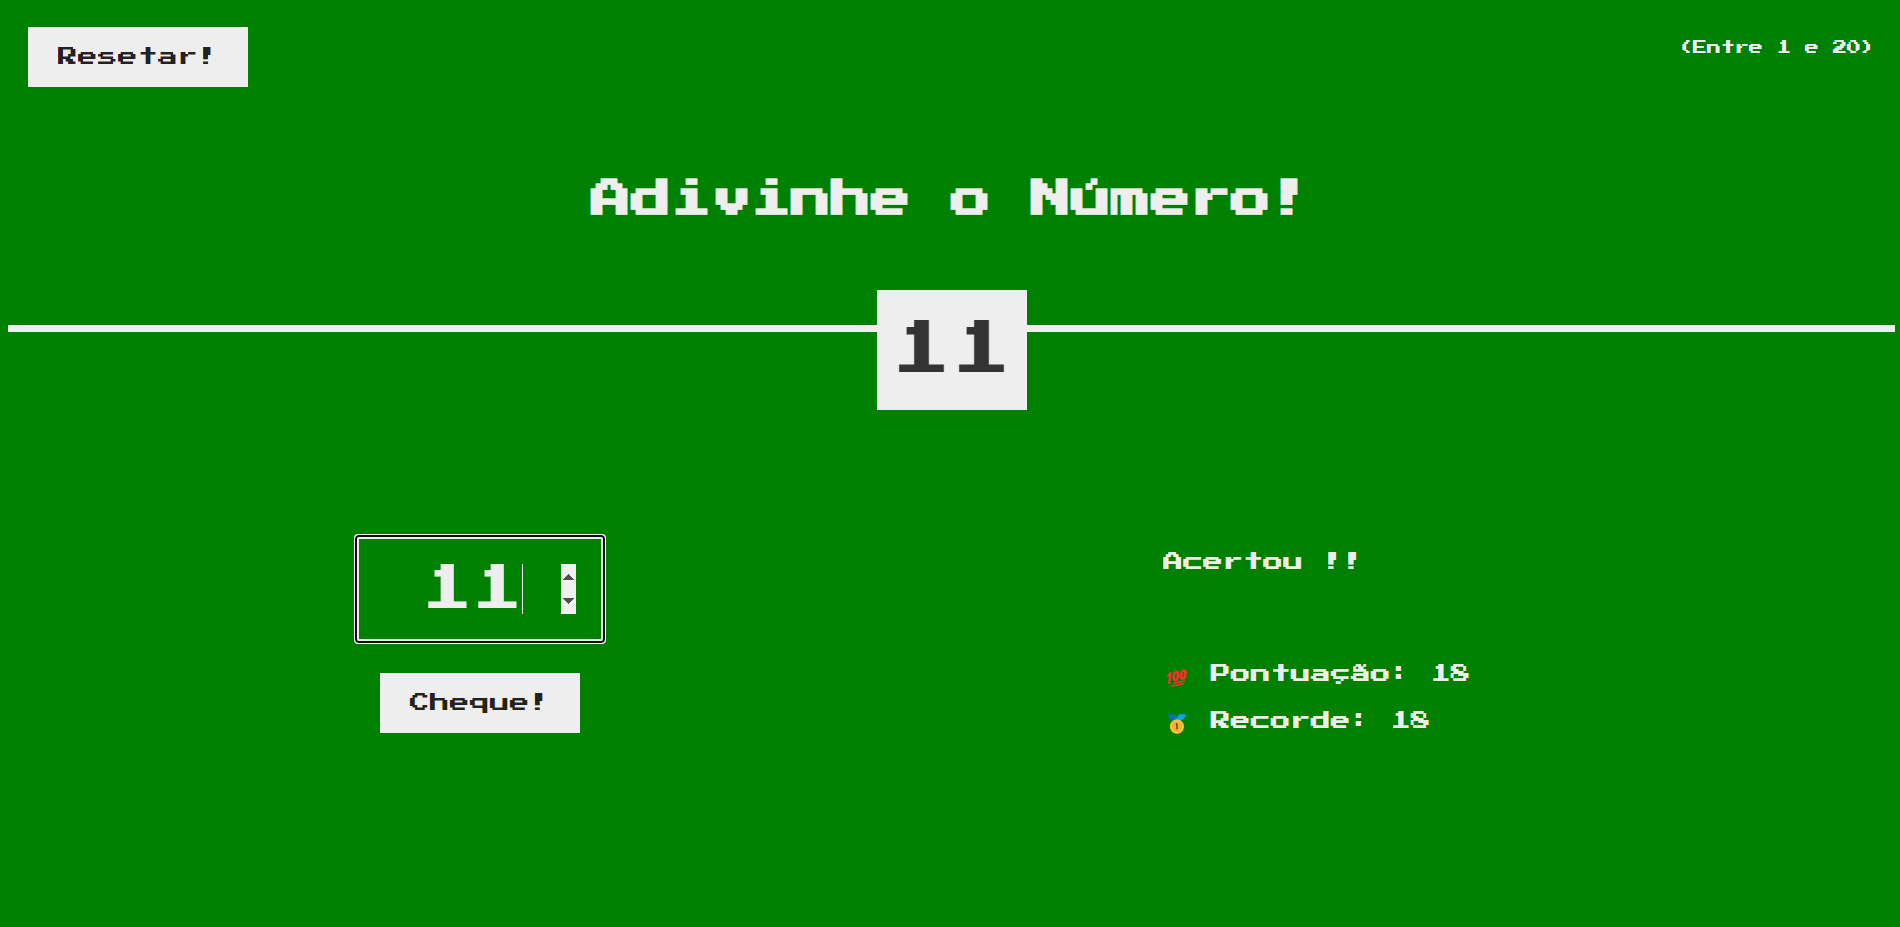 Resetar!
(Entre 1 e 20)
Adivinhe o Número!
11
11
Cheque!
Acertou !!
💯 Pontuação: 18
🥇 Recorde: 18